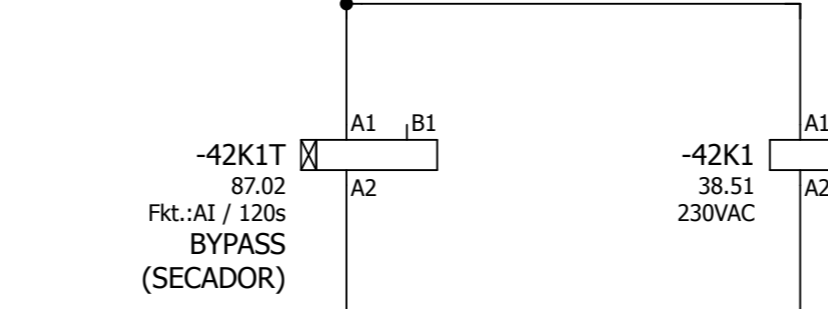 A1
B1
-42K1T
87.02
A2
Fkt.:AI / 120s
BYPASS
(SECADOR)
A1
-42K1
38.51
A2
230VAC